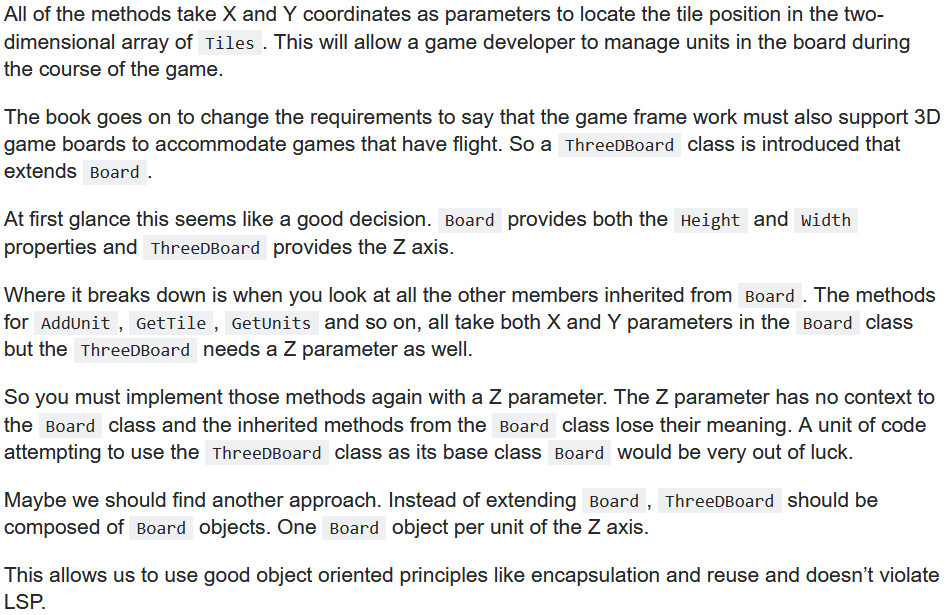 All of the methods take X and Y coordinates as parameters to locate the tile position in the two-
dimensional array of Tiles . This will allow a game developer to manage units in the board during
the course of the game.
The book goes on to change the requirements to say that the game frame work must also support 3D
game boards to accommodate games that have flight. So a ThreeDBoard class is introduced that
extends Board .
At first glance this seems like a good decision. Board provides both the Height and Width
properties and ThreeDBoard provides the Z axis.
Where it breaks down is when you look at all the other members inherited from Board . The methods
for AddUnit , GetTile , GetUnits and so on, all take both X and Y parameters in the Board class
but the ThreeDBoard needs a Z parameter as well.
So you must implement those methods again with a Z parameter. The Z parameter has no context to
the Board class and the inherited methods from the Board class lose their meaning. A unit of code
attempting to use the ThreeDBoard class as its base class Board would be very out of luck.
Maybe we should find another approach. Instead of extending Board , ThreeDBoard should be
composed of Board objects. One Board object per unit of the Z axis.
This allows us to use good object oriented principles like encapsulation and reuse and doesn’t violate
LSP.